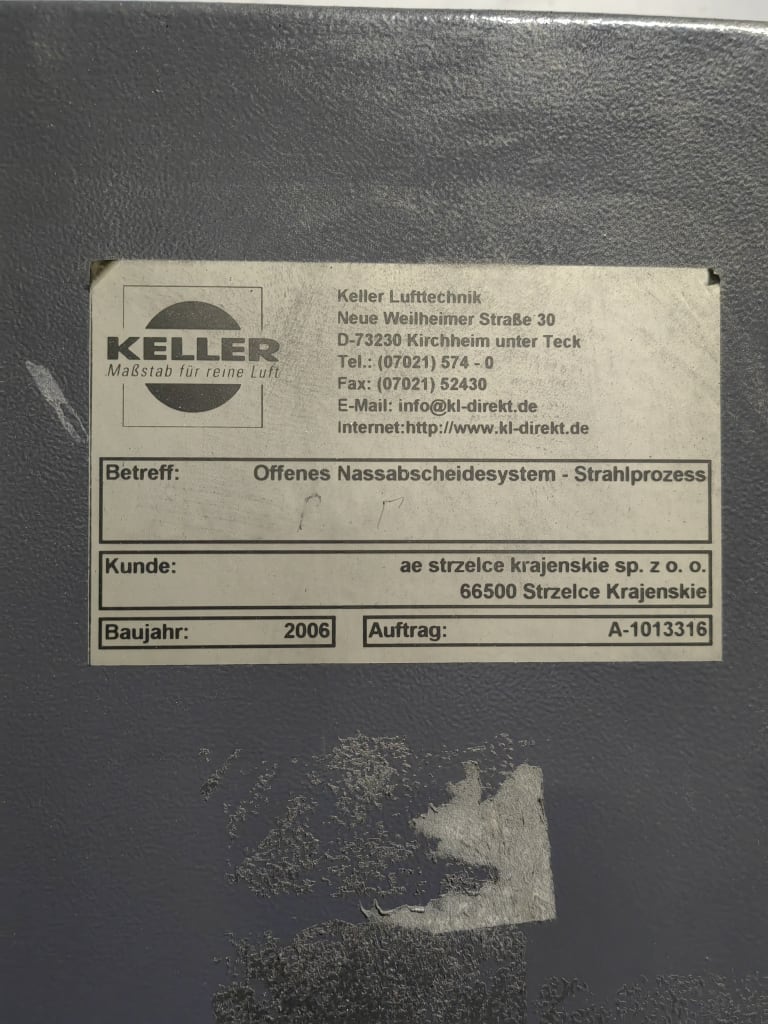 KELLER
Maßstab für reine Luft
Keller Lufttechnik
Neue Weilheimer Straße 30
D-73230 Kirchheim unter Teck
Tel.: (07021) 574 - 0
Fax: (07021) 52430
E-Mail: info@kl-direkt.de
Internet:http://www.kl-direkt.de
Betreff: Offenes Nassabscheidesystem - Strahlprozess
Kunde: ae strzelce krajenskie sp. z o. o.
66500 Strzelce Krajenskie
Baujahr: 2006 Auftrag: A-1013316